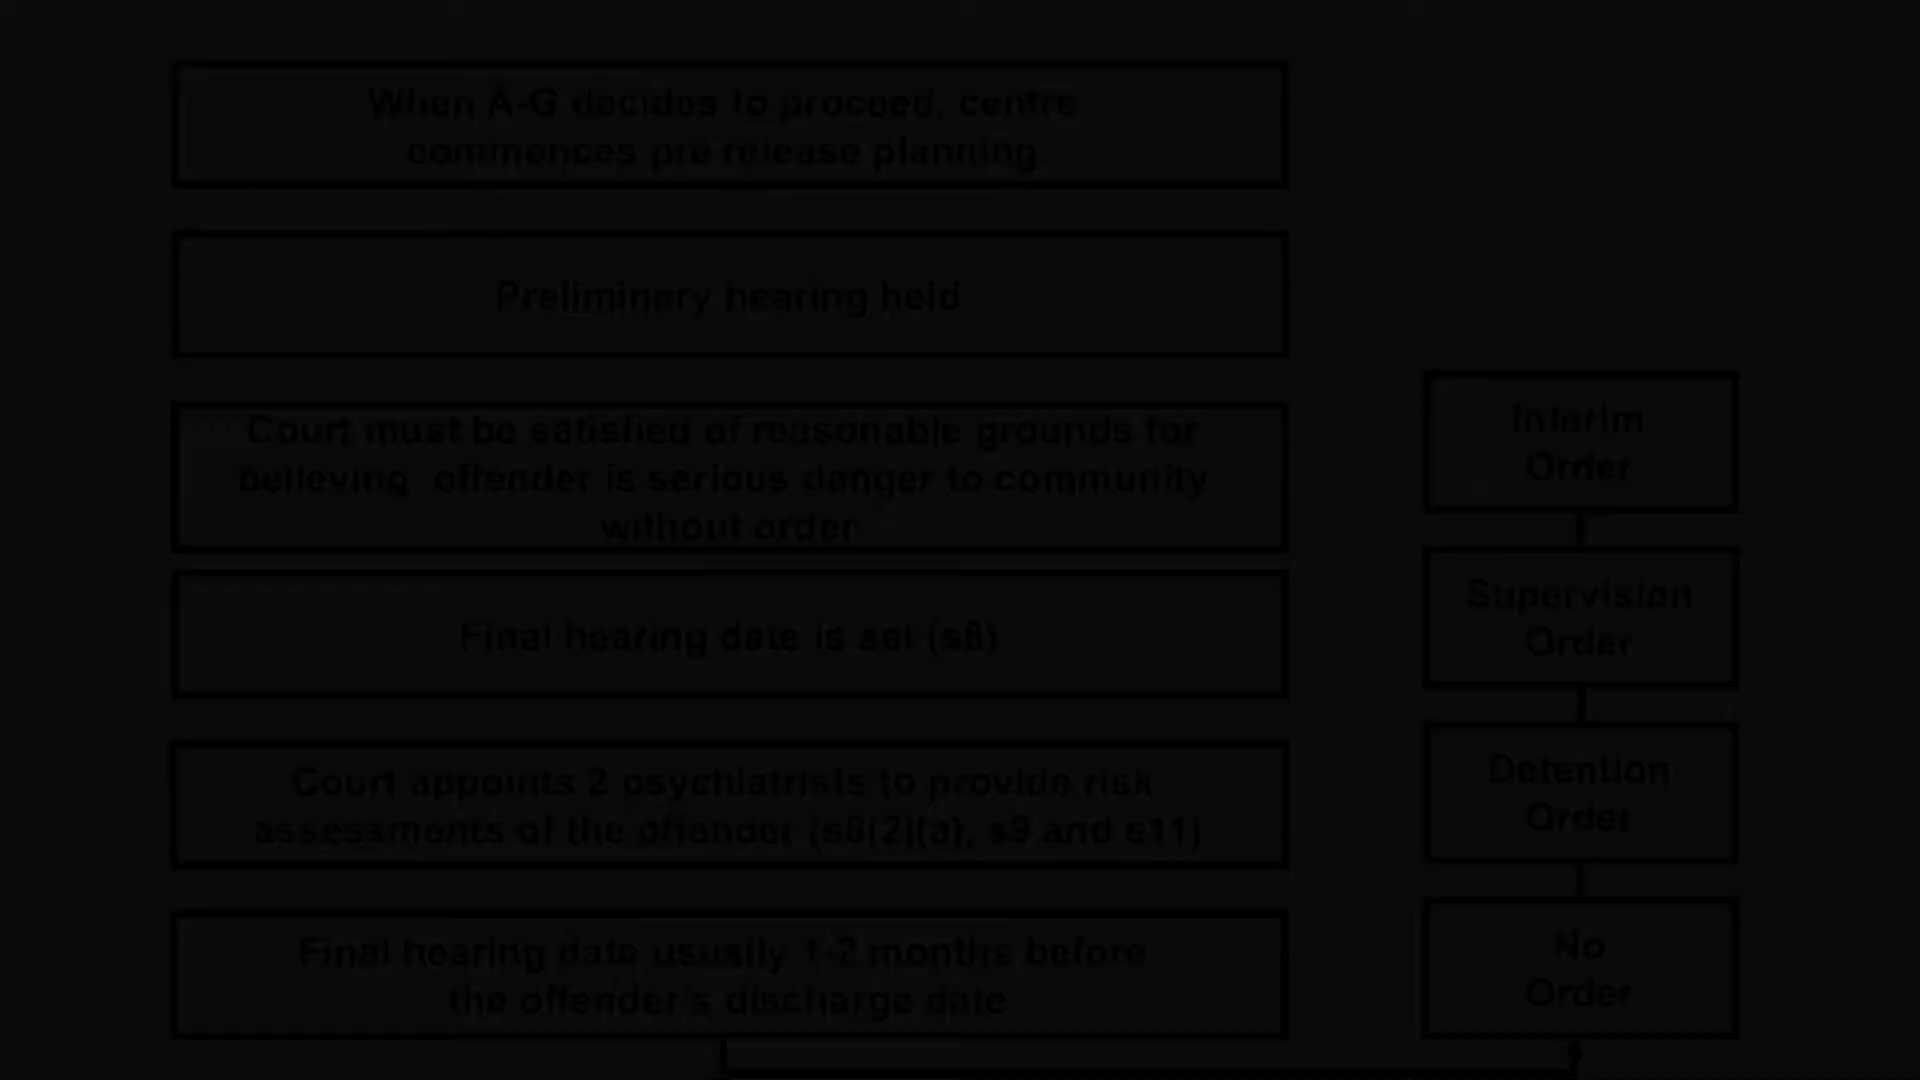 When A-G decides to proceed, centre
commences pre release planning.
Preliminary hearing held
Court must be satisfied of reasonable grounds for
believing offender is serious danger to community
without order
Final hearing date is set (s8)
Court appoints 2 psychiatrists to provide risk
assessments of the offender (s8(2)(a), s9 and s11)
Final hearing date usually 1-2 months before
the offender's discharge date
Interim
Order
Supervision
Order
Detention
Order
No
Order